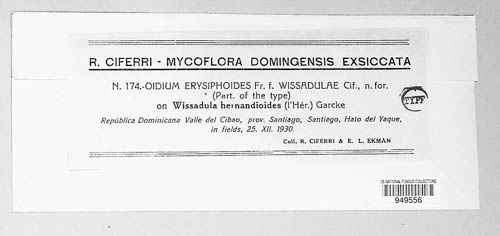 R. CIFERRI - MYCOFLORA DOMINGENSIS EXSICCATA
N. 174.-OIDIUM ERYSIPHOIDES Fr. f. WISSADULAE Cif., n. for.
(Part. of the type)
on Wissadula hernandioides (l'Hér.) Garcke
TYPE
República Dominicana Valle del Cibao, prov. Santiago, Santiago, Hato del Yaque,
in fields, 25. XII. 1930.
Coll. R. CIFERRI & E. L. EKMAN
US NATIONAL FUNGUS COLLECTIONS
949556